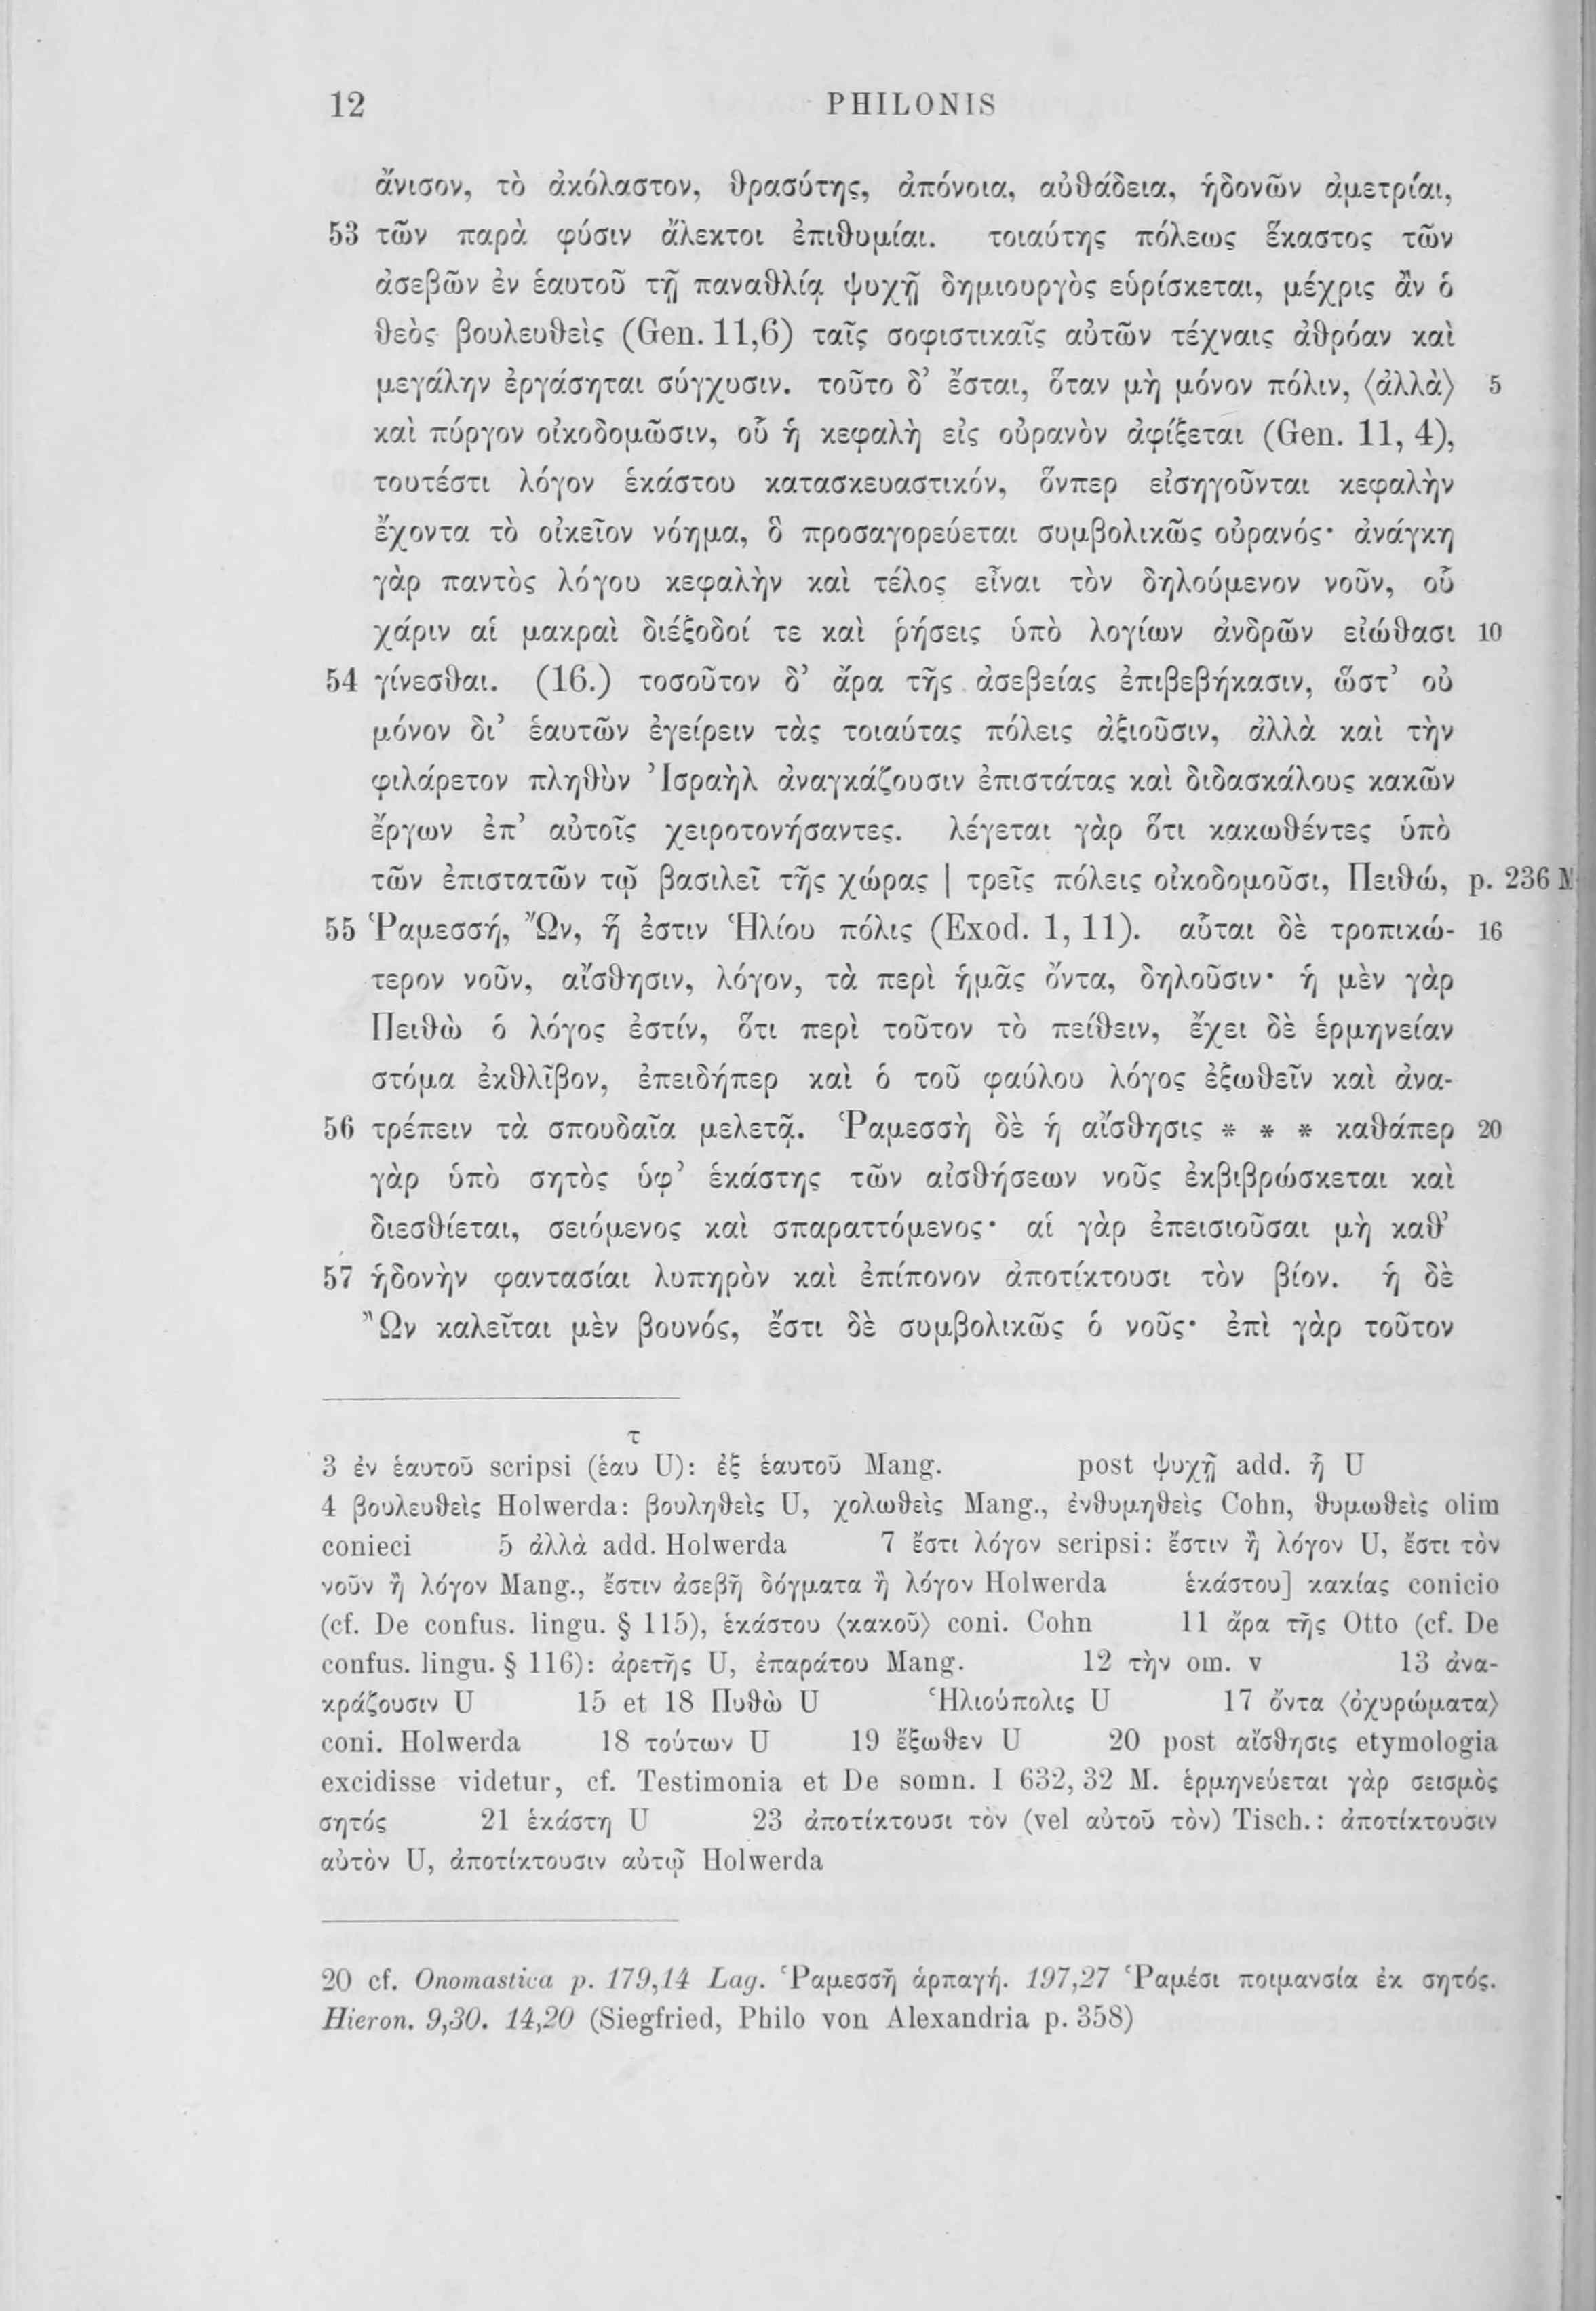 12 PHILONIS
ἄνισον, τὸ ἀκόλαστον, θρασύτης, ἀπόνοια, αὐθάδεια, ἡδονῶν ἀμετρίαι,
53 τῶν παρὰ φύσιν ἄλεκτοι ἐπιθυμίαι. τοιαύτης πόλεως ἕκαστος τῶν
ἀσεβῶν ἐν ἑαυτοῦ τῇ παναθλίᾳ ψυχῇ δημιουργὸς εὑρίσκεται, μέχρις ἂν ὁ
θεὸς βουλευθεὶς (Gen. 11,6) ταῖς σοφιστικαῖς αὐτῶν τέχναις ἀθρόαν καὶ
μεγάλην ἐργάσηται σύγχυσιν. τοῦτο δ’ ἔσται, ὅταν μὴ μόνον πόλιν, ⟨ἀλλὰ⟩ 5
καὶ πύργον οἰκοδομῶσιν, οὗ ἡ κεφαλὴ εἰς οὐρανὸν ἀφίξεται (Gen. 11, 4),
τουτέστι λόγον ἑκάστου κατασκευαστικόν, ὅνπερ εἰσηγοῦνται κεφαλὴν
ἔχοντα τὸ οἰκεῖον νόημα, ὃ προσαγορεύεται συμβολικῶς οὐρανός· ἀνάγκη
γὰρ παντὸς λόγου κεφαλὴν καὶ τέλος εἶναι τὸν δηλούμενον νοῦν, οὗ
χάριν αἱ μακραὶ διέξοδοί τε καὶ ῥήσεις ὑπὸ λογίων ἀνδρῶν εἰώθασι 10
54 γίνεσθαι. (16.) τοσοῦτον δ’ ἄρα τῆς ἀσεβείας ἐπιβεβήκασιν, ὥστ’ οὐ
μόνον δι’ ἑαυτῶν ἐγείρειν τὰς τοιαύτας πόλεις ἀξιοῦσιν, ἀλλὰ καὶ τὴν
φιλάρετον πληθὺν Ἰσραὴλ ἀναγκάζουσιν ἐπιστάτας καὶ διδασκάλους κακῶν
ἔργων ἐπ’ αὐτοῖς χειροτονήσαντες. λέγεται γὰρ ὅτι κακωθέντες ὑπὸ
τῶν ἐπιστατῶν τῷ βασιλεῖ τῆς χώρας | τρεῖς πόλεις οἰκοδομοῦσι, Πειθώ, p. 236 M
55 Ῥαμεσσή, Ὤν, ἥ ἐστιν Ἡλίου πόλις (Exod. 1, 11). αὗται δὲ τροπικώ- 16
τερον νοῦν, αἴσθησιν, λόγον, τὰ περὶ ἡμᾶς ὄντα, δηλοῦσιν· ἡ μὲν γὰρ
Πειθὼ ὁ λόγος ἐστίν, ὅτι περὶ τοῦτον τὸ πείθειν, ἔχει δὲ ἑρμηνείαν
στόμα ἐκθλῖβον, ἐπειδήπερ καὶ ὁ τοῦ φαύλου λόγος ἐξωθεῖν καὶ ἀνα-
56 τρέπειν τὰ σπουδαῖα μελετᾷ. Ῥαμεσσὴ δὲ ἡ αἴσθησις * * * καθάπερ 20
γὰρ ὑπὸ σητὸς ὑφ’ ἑκάστης τῶν αἰσθήσεων νοῦς ἐκβιβρώσκεται καὶ
διεσθίεται, σειόμενος καὶ σπαραττόμενος· αἱ γὰρ ἐπεισιοῦσαι μὴ καθ’
57 ἡδονὴν φαντασίαι λυπηρὸν καὶ ἐπίπονον ἀποτίκτουσι τὸν βίον. ἡ δὲ
Ὢν καλεῖται μὲν βουνός, ἔστι δὲ συμβολικῶς ὁ νοῦς· ἐπὶ γὰρ τοῦτον
τ
3 ἐν ἑαυτοῦ scripsi (ἑαυ U): ἐξ ἑαυτοῦ Mang. post ψυχῇ add. ῇ U
4 βουλευθεὶς Holwerda: βουληθεὶς U, χολωθεὶς Mang., ἐνθυμηθεὶς Cohn, θυμωθεὶς olim
conieci 5 ἀλλὰ add. Holwerda 7 ἔστι λόγον scripsi: ἔστιν ἢ λόγον U, ἔστι τὸν
νοῦν ἢ λόγον Mang., ἔστιν ἀσεβῆ δόγματα ἢ λόγον Holwerda ἑκάστου] κακίας conicio
(cf. De confus. lingu. § 115), ἑκάστου ⟨κακοῦ⟩ coni. Cohn 11 ἄρα τῆς Otto (cf. De
confus. lingu. § 116): ἀρετῆς U, ἐπαράτου Mang. 12 τὴν om. v 13 ἀνα-
κράζουσιν U 15 et 18 Πυθὼ U Ἡλιούπολις U 17 ὄντα ⟨ὀχυρώματα⟩
coni. Holwerda 18 τούτων U 19 ἔξωθεν U 20 post αἴσθησις etymologia
excidisse videtur, cf. Testimonia et De somn. I 632, 32 M. ἑρμηνεύεται γὰρ σεισμὸς
σητός 21 ἑκάστη U 23 ἀποτίκτουσι τὸν (vel αὐτοῦ τὸν) Tisch.: ἀποτίκτουσιν
αὐτὸν U, ἀποτίκτουσιν αὐτῷ Holwerda
20 cf. Onomastica p. 179,14 Lag. Ῥαμεσσῆ ἁρπαγή. 197,27 Ῥαμέσι ποιμανσία ἐκ σητός.
Hieron. 9,30. 14,20 (Siegfried, Philo von Alexandria p. 358)